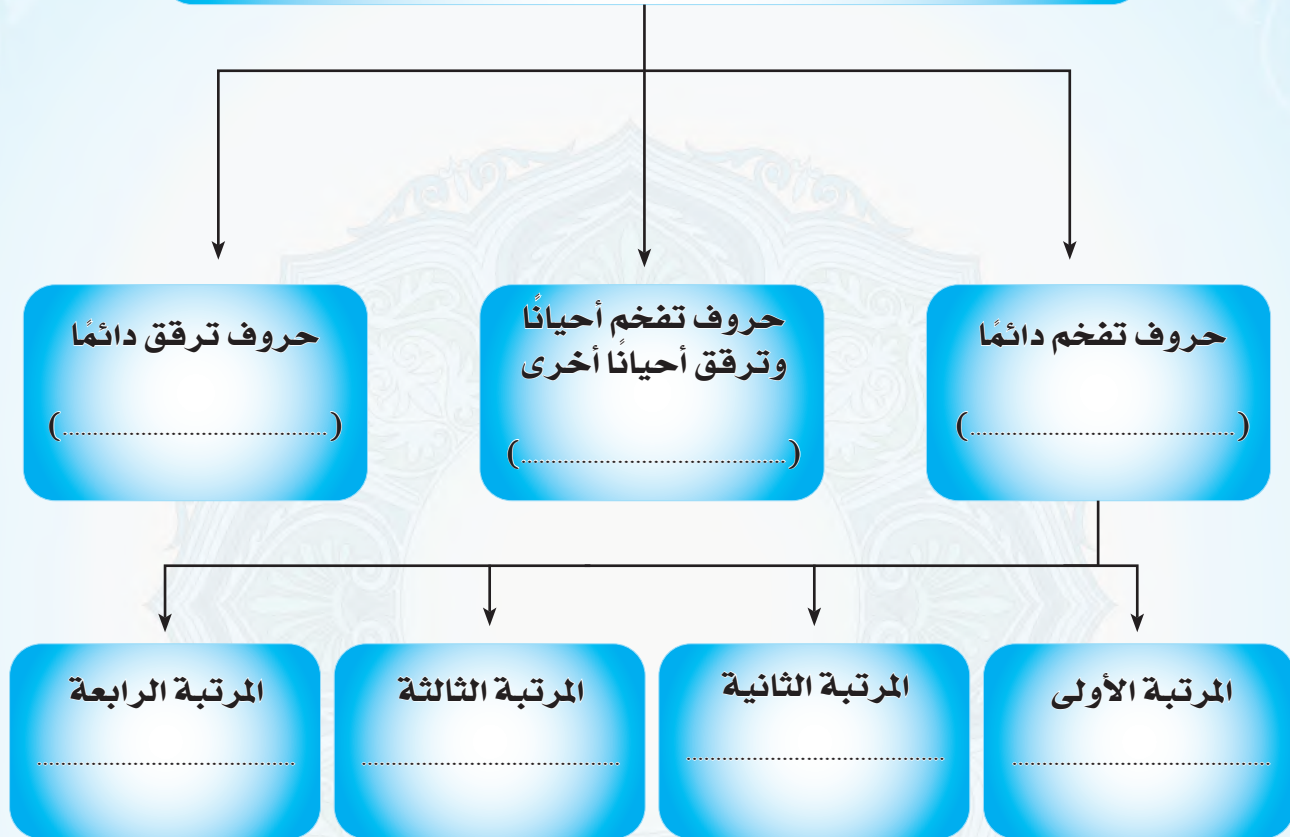 حروف تفخم دائمًا
(..................................)
حروف تفخم أحيانًا
وترقق أحيانًا أخرى
(..................................)
حروف ترقق دائمًا
(..................................)
المرتبة الأولى
..................................
المرتبة الثانية
..................................
المرتبة الثالثة
..................................
المرتبة الرابعة
..................................